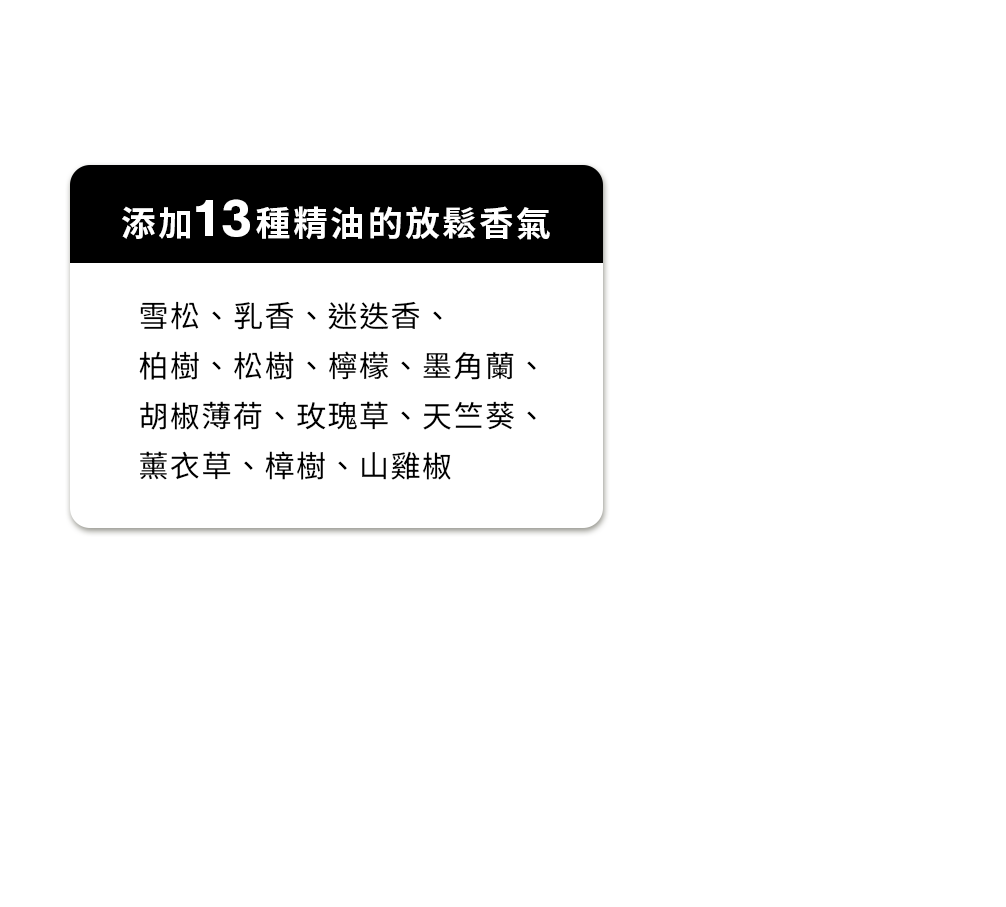 添加13種精油的放鬆香氣
雪松、乳香、迷迭香、
柏樹、松樹、檸檬、墨角蘭、
胡椒薄荷、玫瑰草、天竺葵、
薰衣草、樟樹、山雞椒